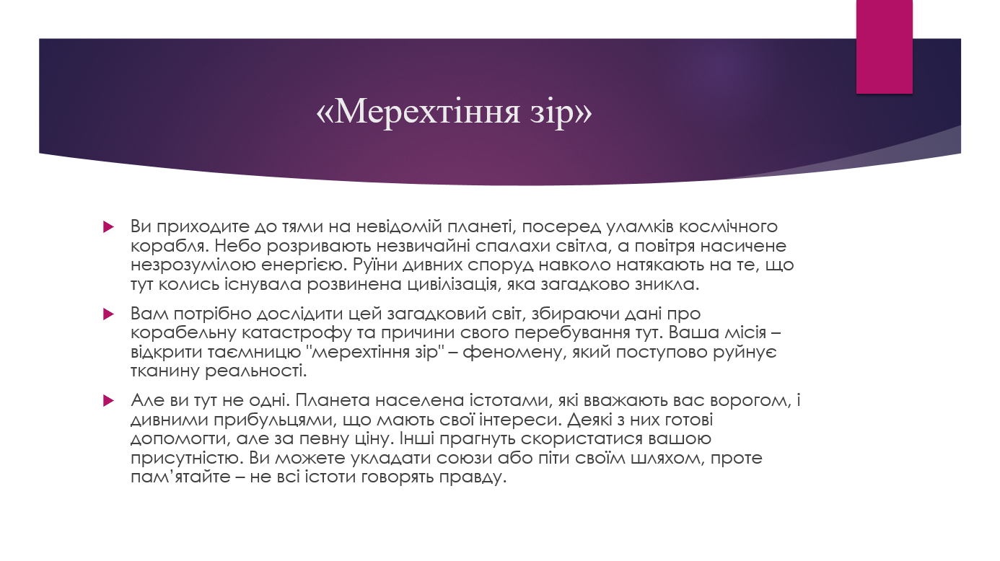 «Мерехтіння зір»
Ви приходите до тями на невідомій планеті, посеред уламків космічного
корабля. Небо розривають незвичайні спалахи світла, а повітря насичене
незрозумілою енергією. Руїни дивних споруд навколо натякають на те, що
тут колись існувала розвинена цивілізація, яка загадково зникла.
Вам потрібно дослідити цей загадковий світ, збираючи дані про
корабельну катастрофу та причини свого перебування тут. Ваша місія –
відкрити таємницю "мерехтіння зір" – феномену, який поступово руйнує
тканину реальності.
Але ви тут не одні. Планета населена істотами, які вважають вас ворогом, і
дивними прибульцями, що мають свої інтереси. Деякі з них готові
допомогти, але за певну ціну. Інші прагнуть скористатися вашою
присутністю. Ви можете укладати союзи або піти своїм шляхом, проте
пам’ятайте – не всі істоти говорять правду.